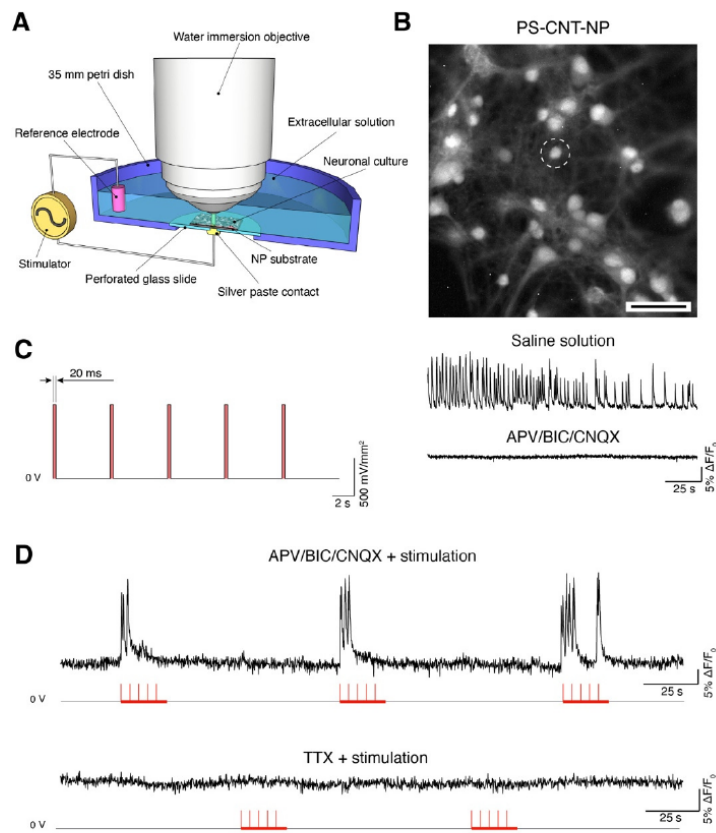 A
Water immersion objective
35 mm petri dish
Reference electrode
Extracellular solution
Neuronal culture
Stimulator
Perforated glass slide
NP substrate
Silver paste contact
B
PS-CNT-NP
Saline solution
APV/BIC/CNQX
25 s
5% ΔF/F₀
C
20 ms
0 V
2 s
500 mV/mm²
D
APV/BIC/CNQX + stimulation
0 V
25 s
5% ΔF/F₀
TTX + stimulation
0 V
25 s
5% ΔF/F₀